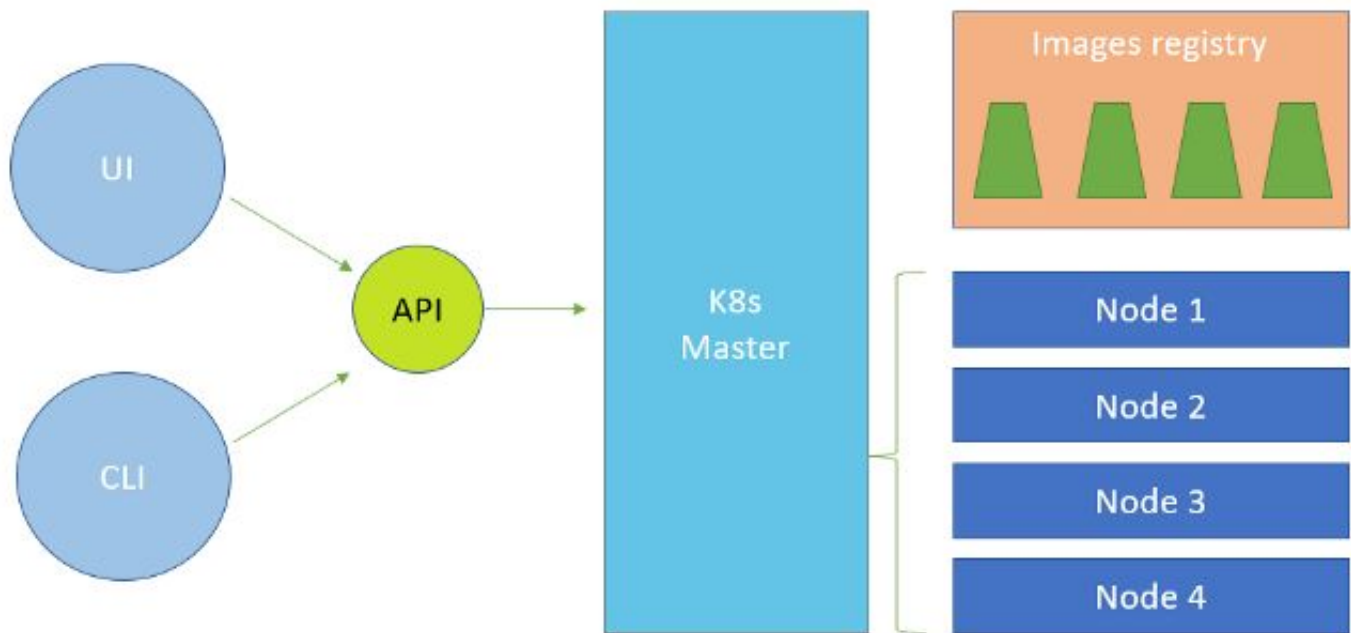 UI
CLI
API
K8s
Master
Images registry
Node 1
Node 2
Node 3
Node 4